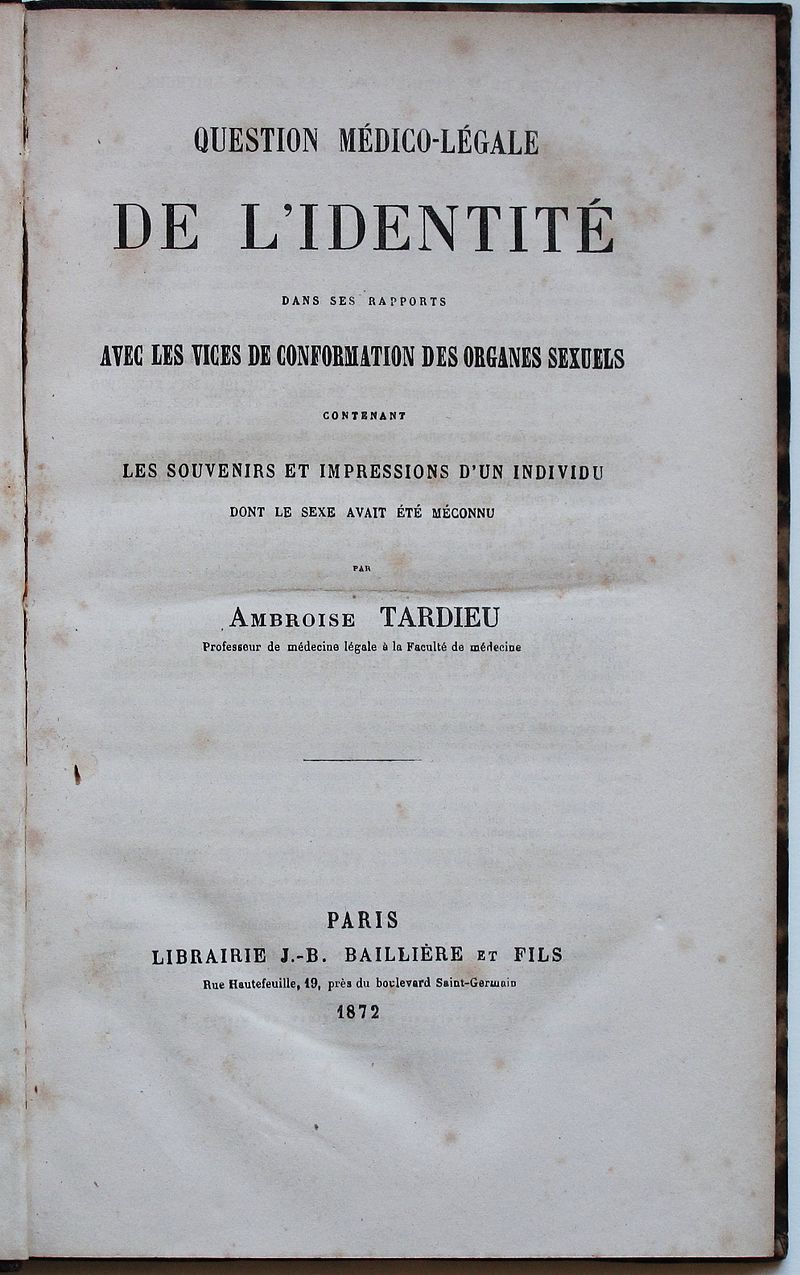 QUESTION MÉDICO-LÉGALE
DE L'IDENTITÉ
DANS SES RAPPORTS
AVEC LES VICES DE CONFORMATION DES ORGANES SEXUELS
CONTENANT
LES SOUVENIRS ET IMPRESSIONS D'UN INDIVIDU
DONT LE SEXE AVAIT ÉTÉ MÉCONNU
PAR
AMBROISE TARDIEU
Professeur de médecine légale à la Faculté de médecine
PARIS
LIBRAIRIE J.-B. BAILLIÈRE ET FILS
Rue Hautefeuille, 19, près du boulevard Saint-Germain
1872